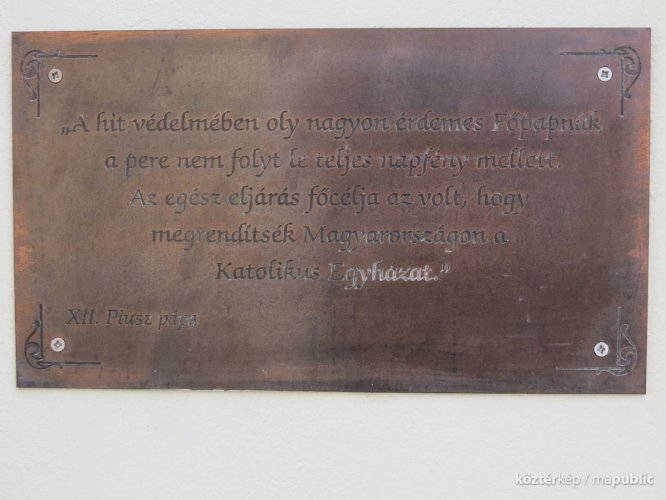 „A hit védelmében oly nagyon érdemes Főpapnak
a pere nem folyt le teljes napfény mellett.
Az egész eljárás főcélja az volt, hogy
megrendítsék Magyarországon a
Katolikus Egyházat."
XII. Piusz pápa
köztérkép / mapublic